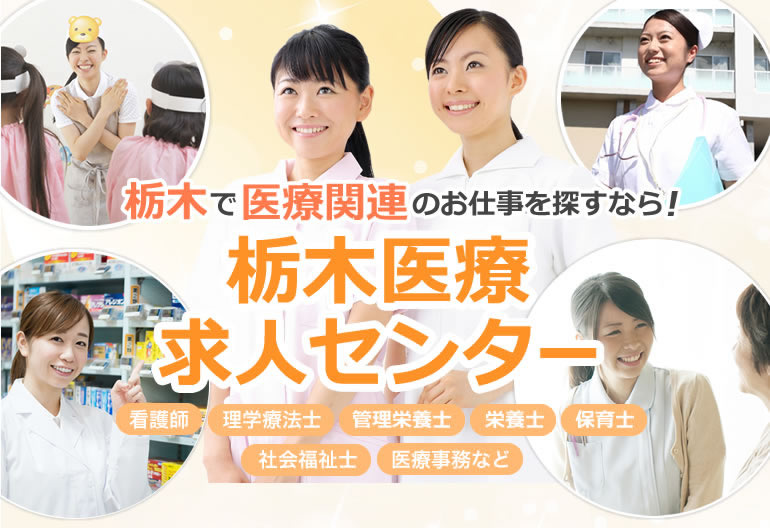 栃木で医療関連のお仕事を探すなら!
栃木医療
求人センター
看護師 理学療法士 管理栄養士 栄養士 保育士
社会福祉士 医療事務など